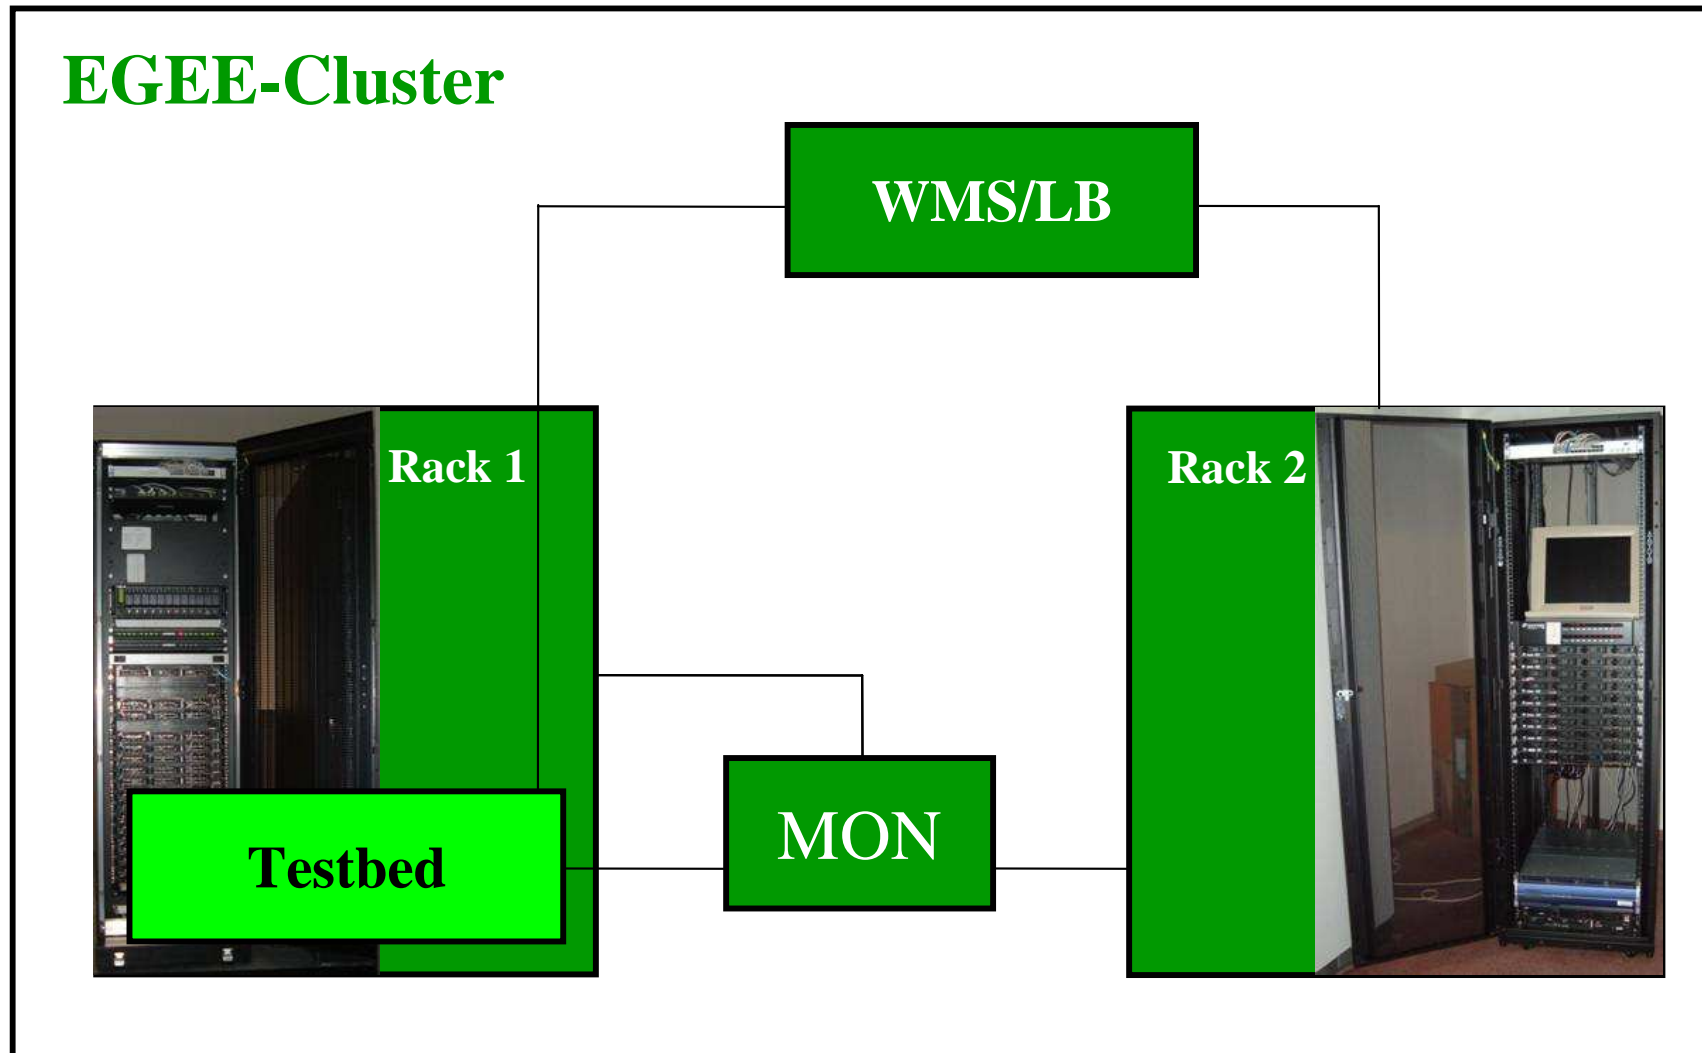 EGEE-Cluster
WMS/LB
Rack 1
Rack 2
MON
Testbed